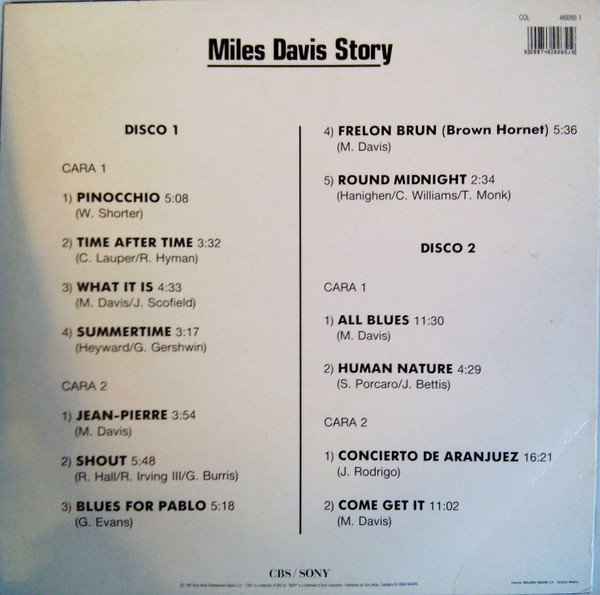 COL 469265 1
Miles Davis Story
DISCO 1
CARA 1
1) PINOCCHIO 5:08
(W. Shorter)
2) TIME AFTER TIME 3:32
(C. Lauper/R. Hyman)
3) WHAT IT IS 4:33
(M. Davis/J. Scofield)
4) SUMMERTIME 3:17
(Heyward/G. Gershwin)
CARA 2
1) JEAN-PIERRE 3:54
(M. Davis)
2) SHOUT 5:48
(R. Hall/R. Irving III/G. Burris)
3) BLUES FOR PABLO 5:18
(G. Evans)
4) FRELON BRUN (Brown Hornet) 5:36
(M. Davis)
5) ROUND MIDNIGHT 2:34
(Hanighen/C. Williams/T. Monk)
DISCO 2
CARA 1
1) ALL BLUES 11:30
(M. Davis)
2) HUMAN NATURE 4:29
(S. Porcaro/J. Bettis)
CARA 2
1) CONCIERTO DE ARANJUEZ 16:21
(J. Rodrigo)
2) COME GET IT 11:02
(M. Davis)
CBS/SONY